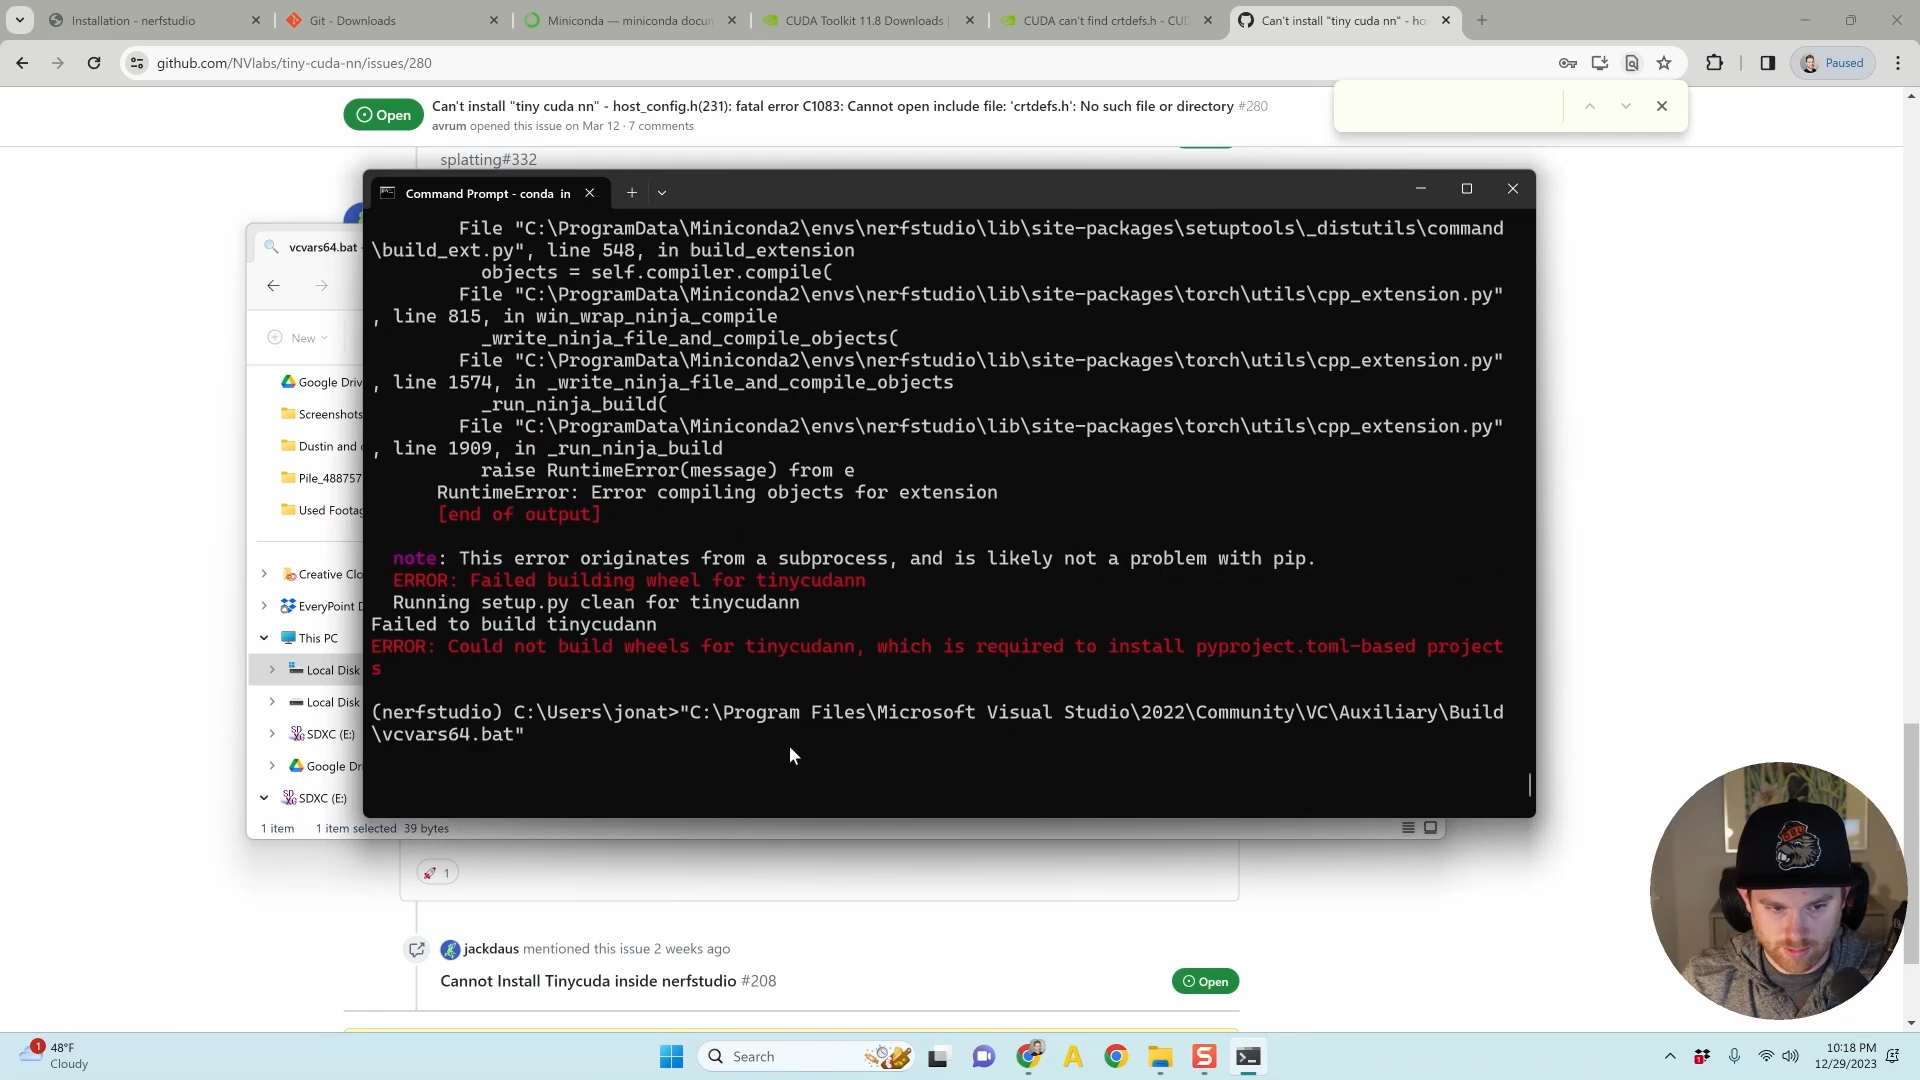 Installation - nerfstudio
Git - Downloads
Miniconda — miniconda docum
CUDA Toolkit 11.8 Downloads
CUDA can't find crtdefs.h - CUD
Can't install "tiny cuda nn" - ho
github.com/NVlabs/tiny-cuda-nn/issues/280
Paused
Open
Can't install "tiny cuda nn" - host_config.h(231): fatal error C1083: Cannot open include file: 'crtdefs.h': No such file or directory #280
avrum opened this issue on Mar 12 · 7 comments
splatting#332
Command Prompt - conda in
vcvars64.bat
New
Google Driv
Screenshots
Dustin and
Pile_488757
Used Footag
Creative Clo
EveryPoint D
This PC
Local Disk
Local Disk
SDXC (E:)
Google Dri
SDXC (E:)
1 item 1 item selected 39 bytes
File "C:\ProgramData\Miniconda2\envs\nerfstudio\lib\site-packages\setuptools\_distutils\command
\build_ext.py", line 548, in build_extension
objects = self.compiler.compile(
File "C:\ProgramData\Miniconda2\envs\nerfstudio\lib\site-packages\torch\utils\cpp_extension.py"
, line 815, in win_wrap_ninja_compile
_write_ninja_file_and_compile_objects(
File "C:\ProgramData\Miniconda2\envs\nerfstudio\lib\site-packages\torch\utils\cpp_extension.py"
, line 1574, in _write_ninja_file_and_compile_objects
_run_ninja_build(
File "C:\ProgramData\Miniconda2\envs\nerfstudio\lib\site-packages\torch\utils\cpp_extension.py"
, line 1909, in _run_ninja_build
raise RuntimeError(message) from e
RuntimeError: Error compiling objects for extension
[end of output]
note: This error originates from a subprocess, and is likely not a problem with pip.
ERROR: Failed building wheel for tinycudann
Running setup.py clean for tinycudann
Failed to build tinycudann
ERROR: Could not build wheels for tinycudann, which is required to install pyproject.toml-based project
s
(nerfstudio) C:\Users\jonat>"C:\Program Files\Microsoft Visual Studio\2022\Community\VC\Auxiliary\Build
\vcvars64.bat"
1
jackdaus mentioned this issue 2 weeks ago
Cannot Install Tinycuda inside nerfstudio #208
Open
1
48°F
Cloudy
Search
10:18 PM
12/29/2023